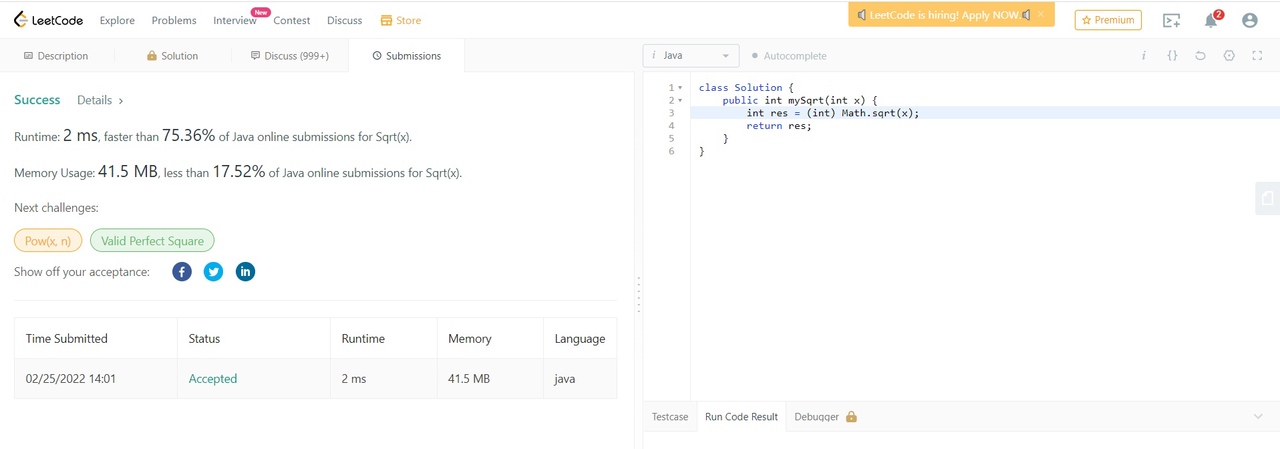 LeetCode Explore Problems Interview New Contest Discuss Store LeetCode is hiring! Apply NOW. Premium 2
Description Solution Discuss (999+) Submissions
i Java Autocomplete i {}
Success Details >
Runtime: 2 ms, faster than 75.36% of Java online submissions for Sqrt(x).
Memory Usage: 41.5 MB, less than 17.52% of Java online submissions for Sqrt(x).
Next challenges:
Pow(x, n) Valid Perfect Square
Show off your acceptance: f in
Time Submitted Status Runtime Memory Language
02/25/2022 14:01 Accepted 2 ms 41.5 MB java
1 class Solution {
2 public int mySqrt(int x) {
3 int res = (int) Math.sqrt(x);
4 return res;
5 }
6 }
Testcase Run Code Result Debugger